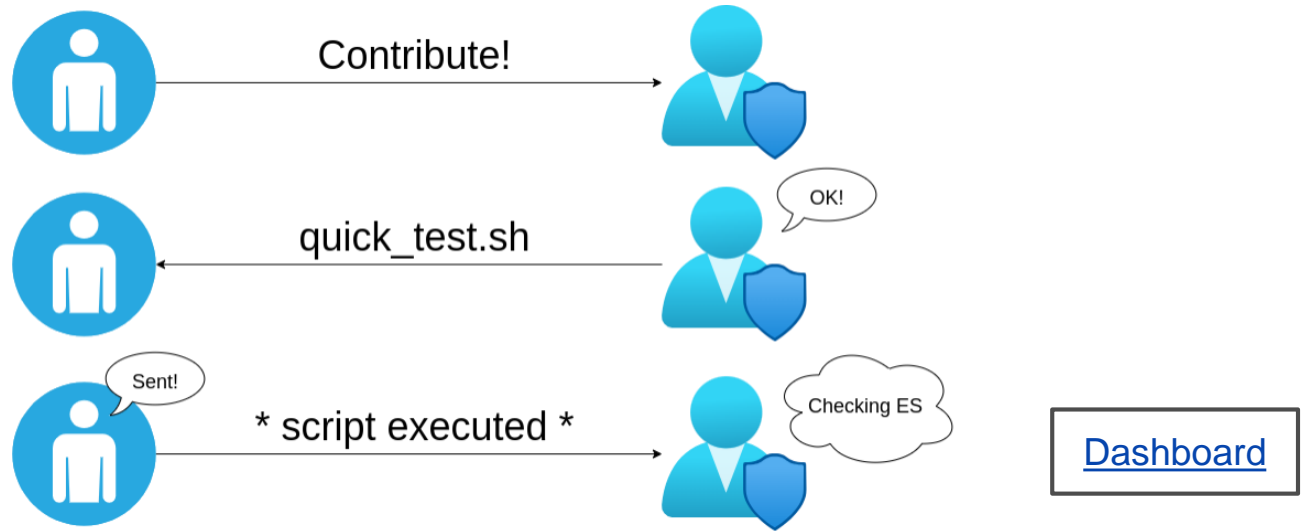 Contribute!
OK!
quick_test.sh
Sent!
* script executed *
Checking ES
Dashboard